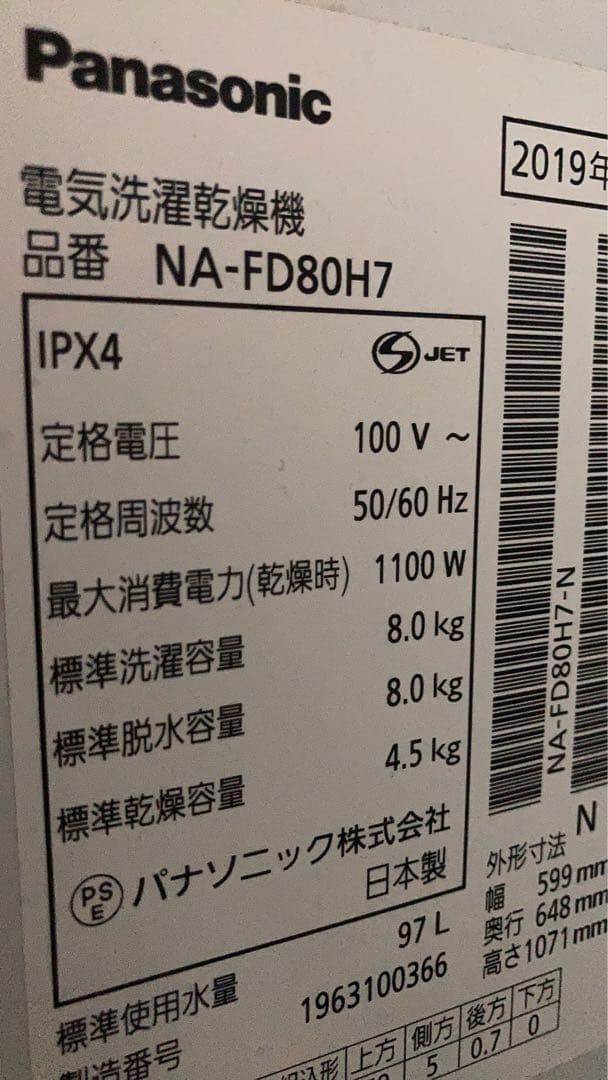 Panasonic
2019年
電気洗濯乾燥機
品番 NA-FD80H7
IPX4 S JET
定格電圧 100 V ~
定格周波数 50/60 Hz
最大消費電力(乾燥時) 1100 W
標準洗濯容量 8.0 kg
標準脱水容量 8.0 kg
標準乾燥容量 4.5 kg
PSE パナソニック株式会社
日本製
標準使用水量 97 L
製造番号 1963100366
NA-FD80H7-N
N
外形寸法
幅 599 mm
奥行 648 mm
高さ 1071 mm
上方 側方 後方 下方
5 0.7 0